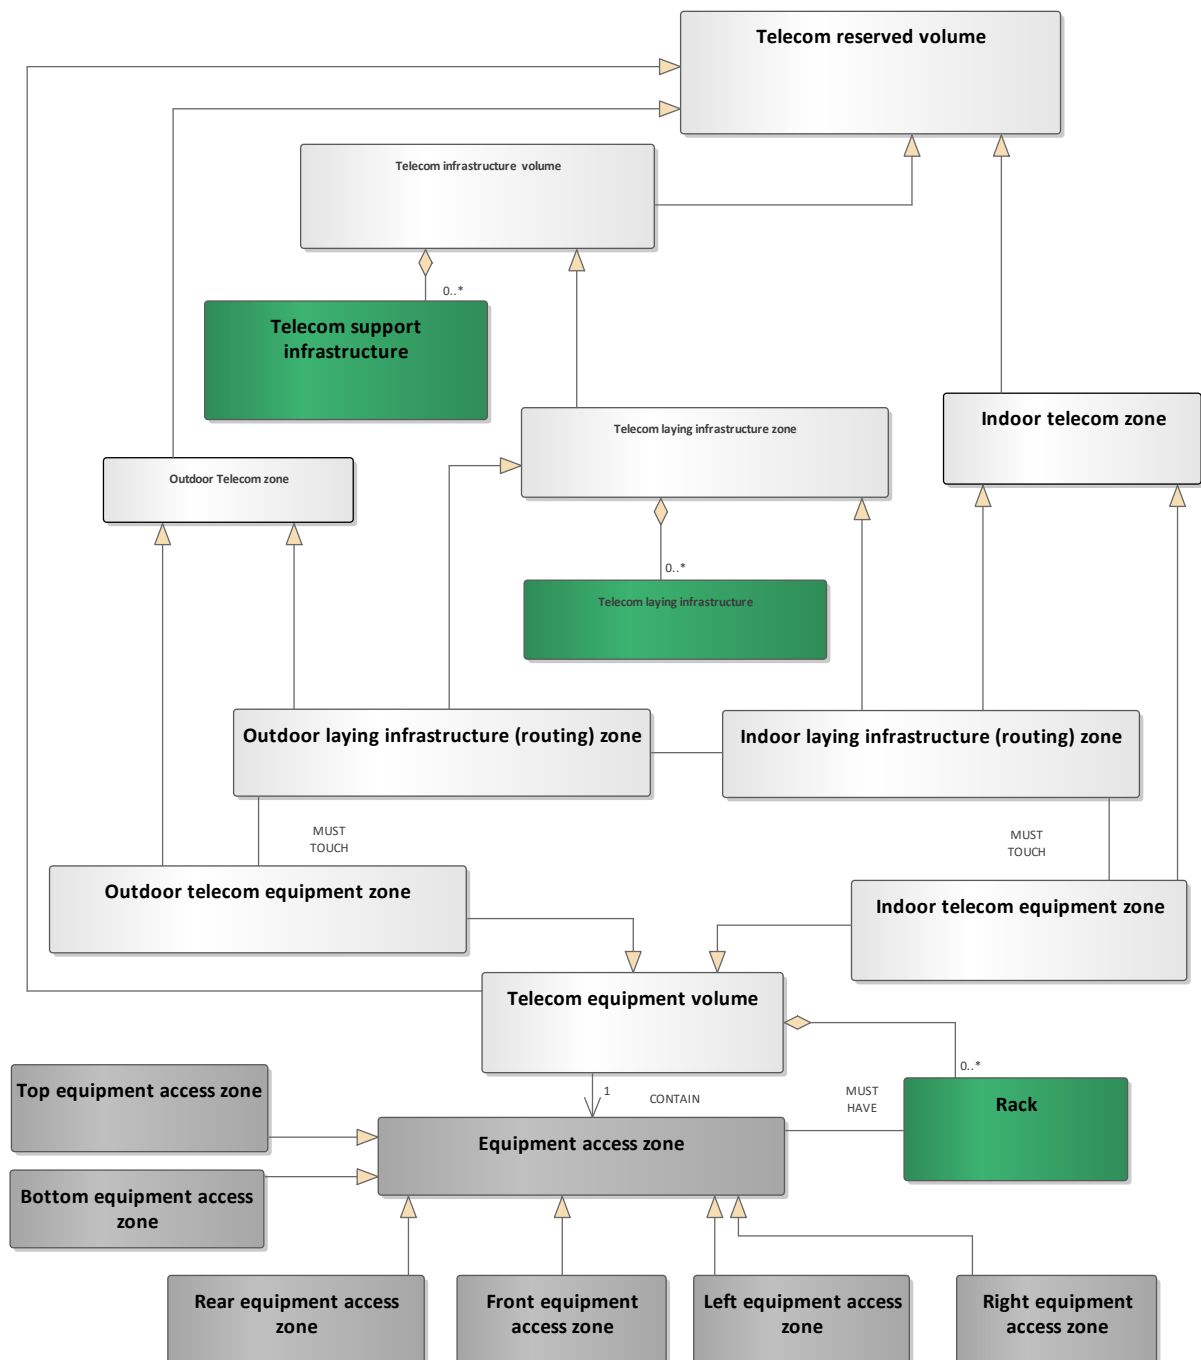 Telecom reserved volume
Telecom infrastructure volume
0..*
Telecom support
infrastructure
Telecom laying infrastructure zone
Indoor telecom zone
Outdoor Telecom zone
0..*
Telecom laying infrastructure
Outdoor laying infrastructure (routing) zone
Indoor laying infrastructure (routing) zone
MUST
TOUCH
MUST
TOUCH
Outdoor telecom equipment zone
Indoor telecom equipment zone
Telecom equipment volume
0..*
Top equipment access zone
1
CONTAIN
MUST
HAVE
Rack
Equipment access zone
Bottom equipment access
zone
Rear equipment access
zone
Front equipment
access zone
Left equipment access
zone
Right equipment
access zone